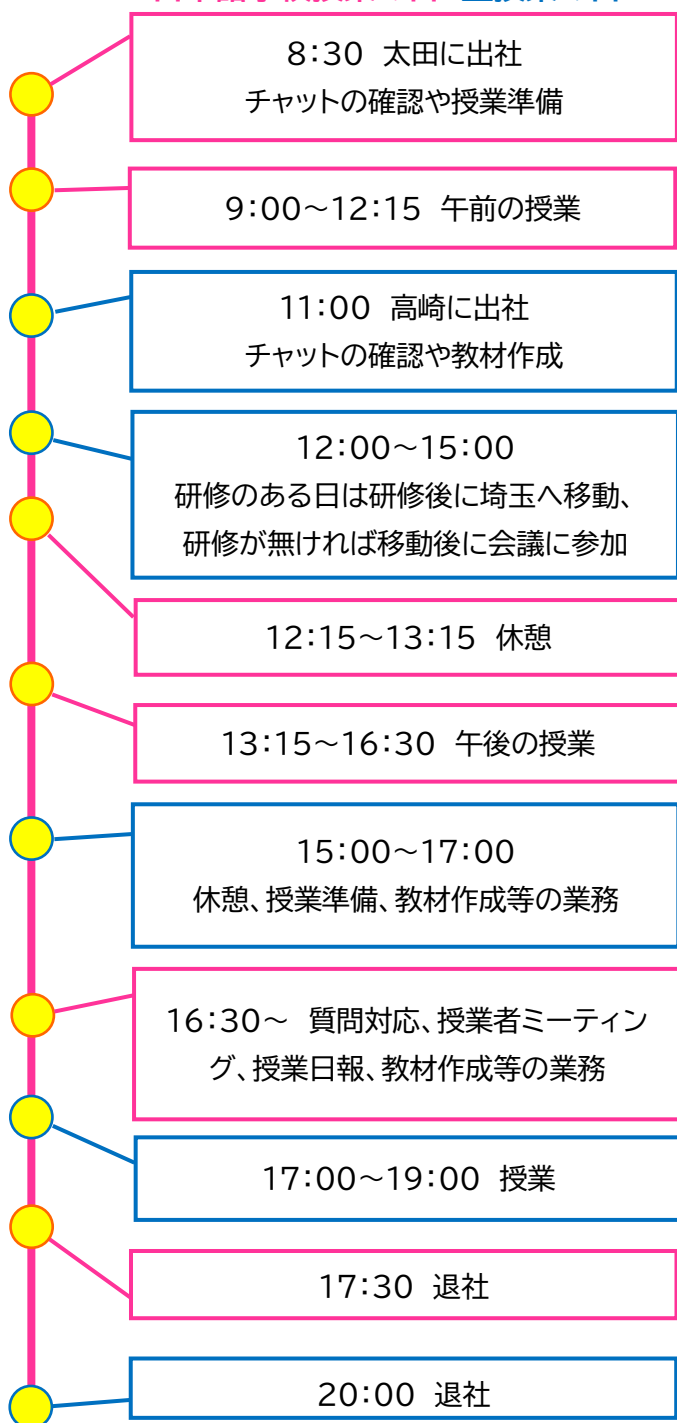 8：30 太田に出社
チャットの確認や授業準備
9：00～12：15 午前の授業
11：00 高崎に出社
チャットの確認や教材作成
12：00～15：00
研修のある日は研修後に埼玉へ移動、
研修が無ければ移動後に会議に参加
12：15～13：15 休憩
13：15～16：30 午後の授業
15：00～17：00
休憩、授業準備、教材作成等の業務
16：30～ 質問対応、授業者ミーティン
グ、授業日報、教材作成等の業務
17：00～19：00 授業
17：30 退社
20：00 退社